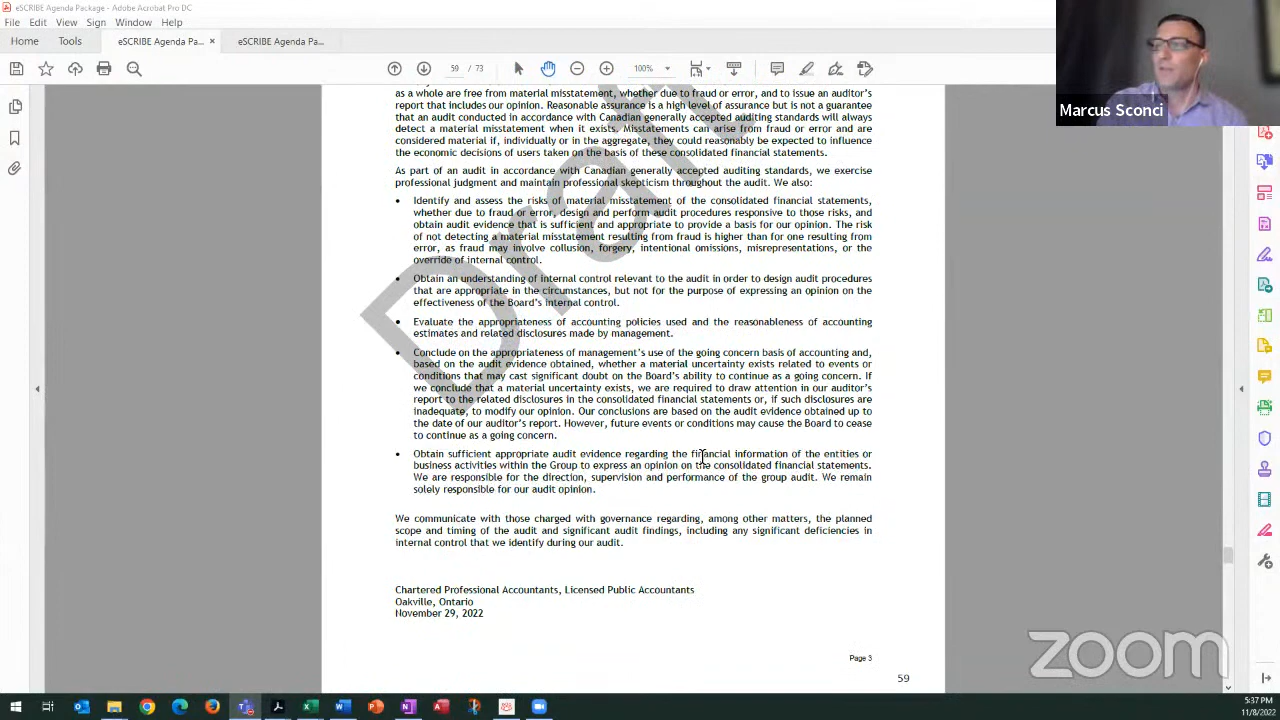 eSCRIBE Agenda Package - Adobe Acrobat Pro DC
File Edit View Sign Window Help
Home Tools eSCRIBE Agenda Pa... × eSCRIBE Agenda Pa...
59 / 73 100%
Marcus Sconci
as a whole are free from material misstatement, whether due to fraud or error, and to issue an auditor's
report that includes our opinion. Reasonable assurance is a high level of assurance but is not a guarantee
that an audit conducted in accordance with Canadian generally accepted auditing standards will always
detect a material misstatement when it exists. Misstatements can arise from fraud or error and are
considered material if, individually or in the aggregate, they could reasonably be expected to influence
the economic decisions of users taken on the basis of these consolidated financial statements.
As part of an audit in accordance with Canadian generally accepted auditing standards, we exercise
professional judgment and maintain professional skepticism throughout the audit. We also:
• Identify and assess the risks of material misstatement of the consolidated financial statements,
whether due to fraud or error, design and perform audit procedures responsive to those risks, and
obtain audit evidence that is sufficient and appropriate to provide a basis for our opinion. The risk
of not detecting a material misstatement resulting from fraud is higher than for one resulting from
error, as fraud may involve collusion, forgery, intentional omissions, misrepresentations, or the
override of internal control.
• Obtain an understanding of internal control relevant to the audit in order to design audit procedures
that are appropriate in the circumstances, but not for the purpose of expressing an opinion on the
effectiveness of the Board's internal control.
• Evaluate the appropriateness of accounting policies used and the reasonableness of accounting
estimates and related disclosures made by management.
• Conclude on the appropriateness of management's use of the going concern basis of accounting and,
based on the audit evidence obtained, whether a material uncertainty exists related to events or
conditions that may cast significant doubt on the Board's ability to continue as a going concern. If
we conclude that a material uncertainty exists, we are required to draw attention in our auditor's
report to the related disclosures in the consolidated financial statements or, if such disclosures are
inadequate, to modify our opinion. Our conclusions are based on the audit evidence obtained up to
the date of our auditor's report. However, future events or conditions may cause the Board to cease
to continue as a going concern.
• Obtain sufficient appropriate audit evidence regarding the financial information of the entities or
business activities within the Group to express an opinion on the consolidated financial statements.
We are responsible for the direction, supervision and performance of the group audit. We remain
solely responsible for our audit opinion.
We communicate with those charged with governance regarding, among other matters, the planned
scope and timing of the audit and significant audit findings, including any significant deficiencies in
internal control that we identify during our audit.
Chartered Professional Accountants, Licensed Public Accountants
Oakville, Ontario
November 29, 2022
Page 3
59
Draft
zoom
5:37 PM
11/8/2022